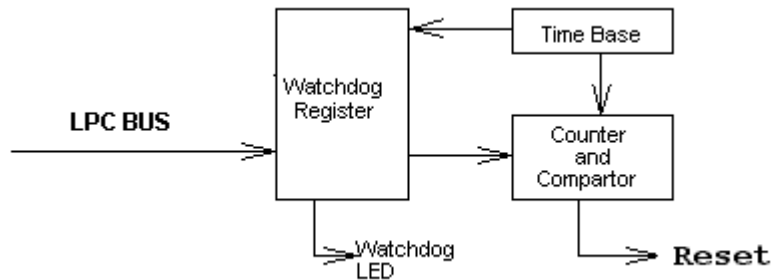 Time Base
Watchdog
Register
LPC BUS
Counter
and
Compartor
Watchdog
LED
Reset